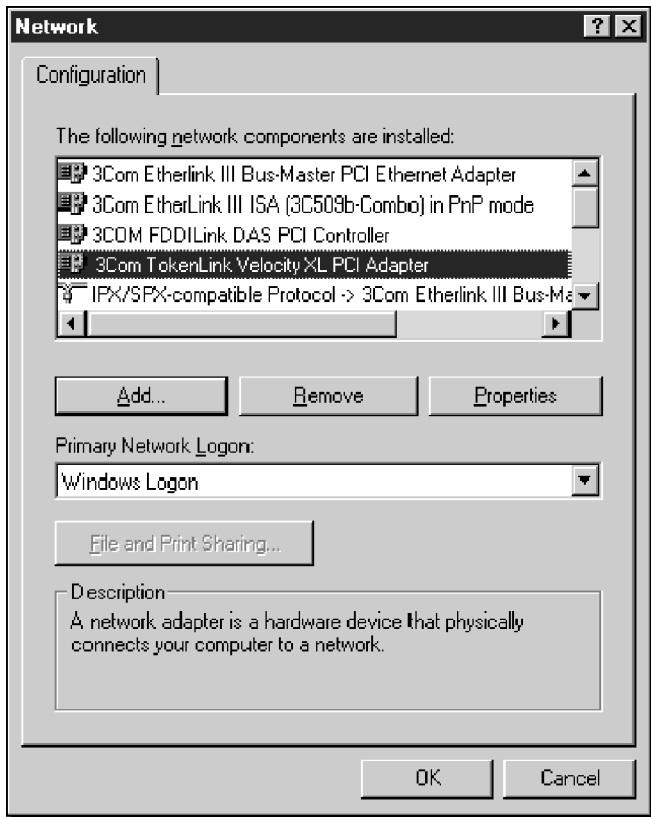 Network
Configuration
The following network components are installed:
3Com Etherlink III Bus-Master PCI Ethernet Adapter
3Com EtherLink III ISA (3C509b-Combo) in PnP mode
3COM FDDILink DAS PCI Controller
3Com TokenLink Velocity XL PCI Adapter
IPX/SPX-compatible Protocol -> 3Com Etherlink III Bus-Ma
Add... Remove Properties
Primary Network Logon:
Windows Logon
File and Print Sharing...
Description
A network adapter is a hardware device that physically
connects your computer to a network.
OK Cancel